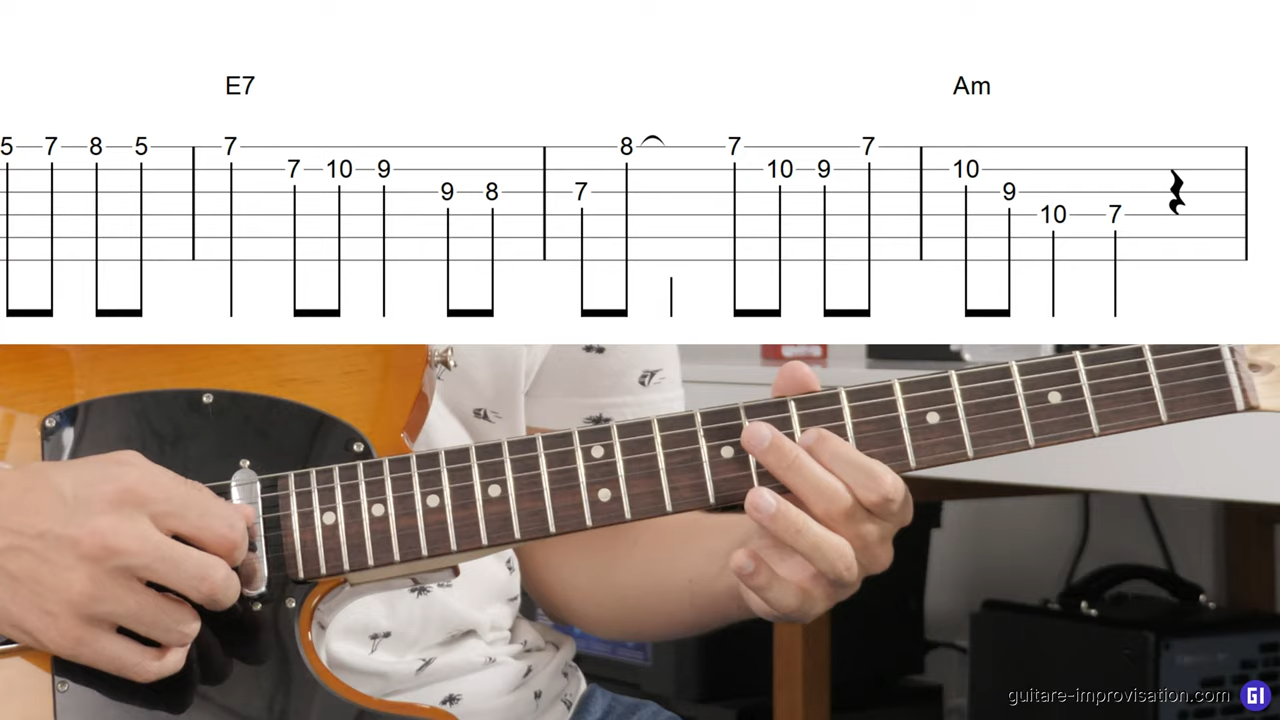 E7 Am
5 7 8 5 7 8 7 7
7 10 9 10 9 10
9 8 7 9
10 7
guitare-improvisation.com GI